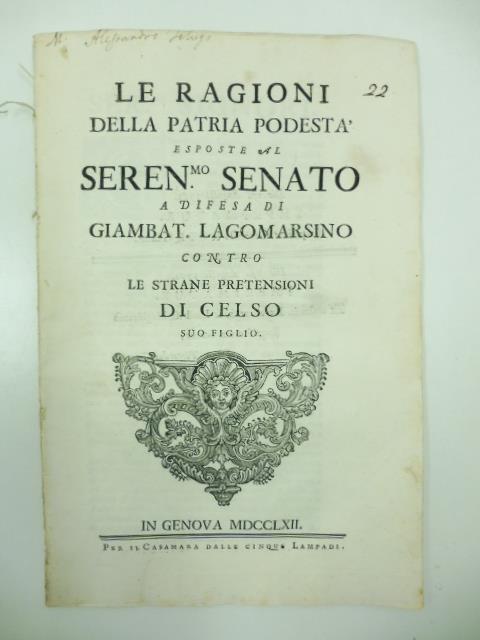 M. Alessandro
22
LE RAGIONI
DELLA PATRIA PODESTA'
ESPOSTE AL
SEREN.MO SENATO
A DIFESA DI
GIAMBAT. LAGOMARSINO
CONTRO
LE STRANE PRETENSIONI
DI CELSO
SUO FIGLIO.
IN GENOVA MDCCLXII.
PER IL CASAMARA DALLE CINQUE LAMPADI.